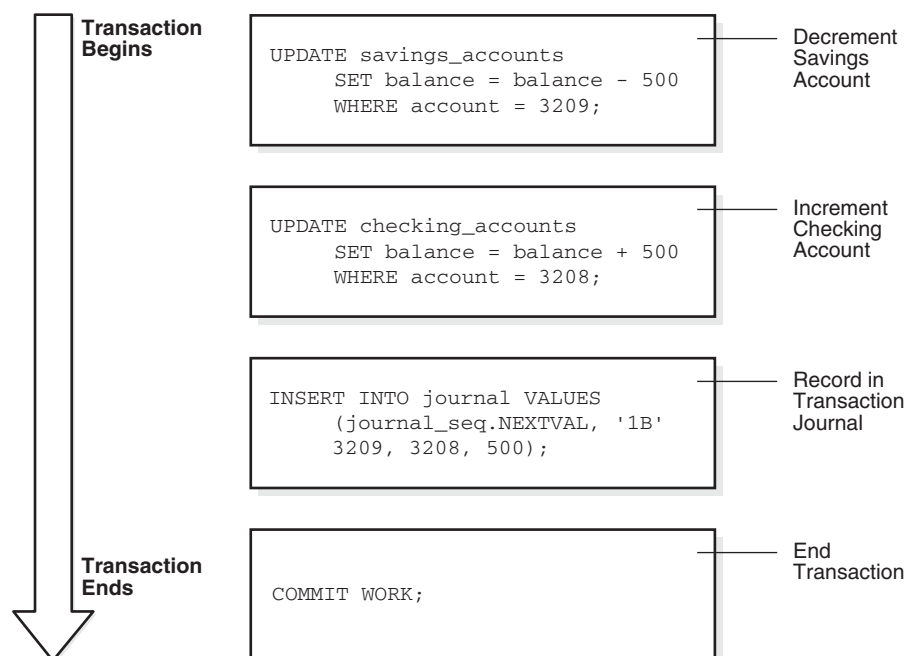 Transaction
Begins
UPDATE savings_accounts
SET balance = balance - 500
WHERE account = 3209;
Decrement
Savings
Account
UPDATE checking_accounts
SET balance = balance + 500
WHERE account = 3208;
Increment
Checking
Account
INSERT INTO journal VALUES
(journal_seq.NEXTVAL, '1B'
3209, 3208, 500);
Record in
Transaction
Journal
Transaction
Ends
COMMIT WORK;
End
Transaction